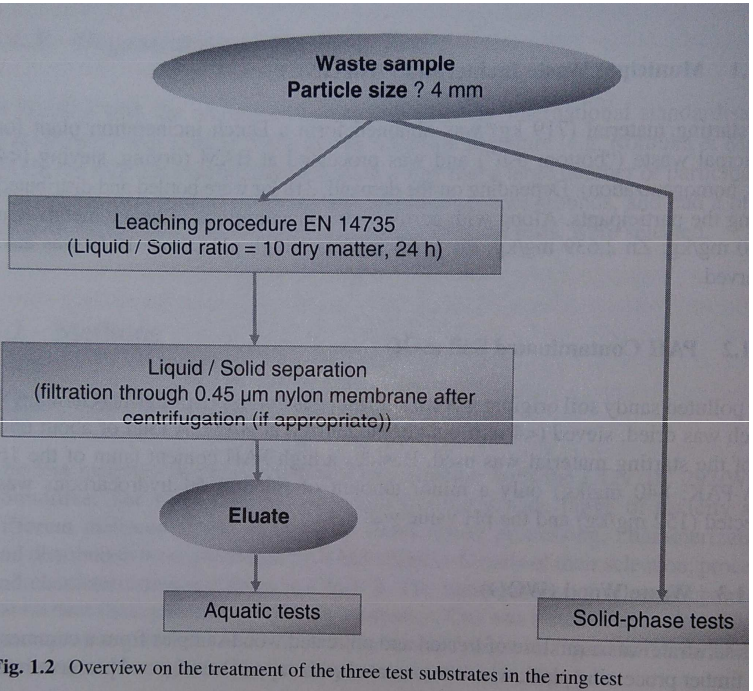 Waste sample
Particle size ? 4 mm
Leaching procedure EN 14735
(Liquid / Solid ratio = 10 dry matter, 24 h)
Liquid / Solid separation
(filtration through 0.45 µm nylon membrane after
centrifugation (if appropriate))
Eluate
Aquatic tests
Solid-phase tests
Fig. 1.2 Overview on the treatment of the three test substrates in the ring test